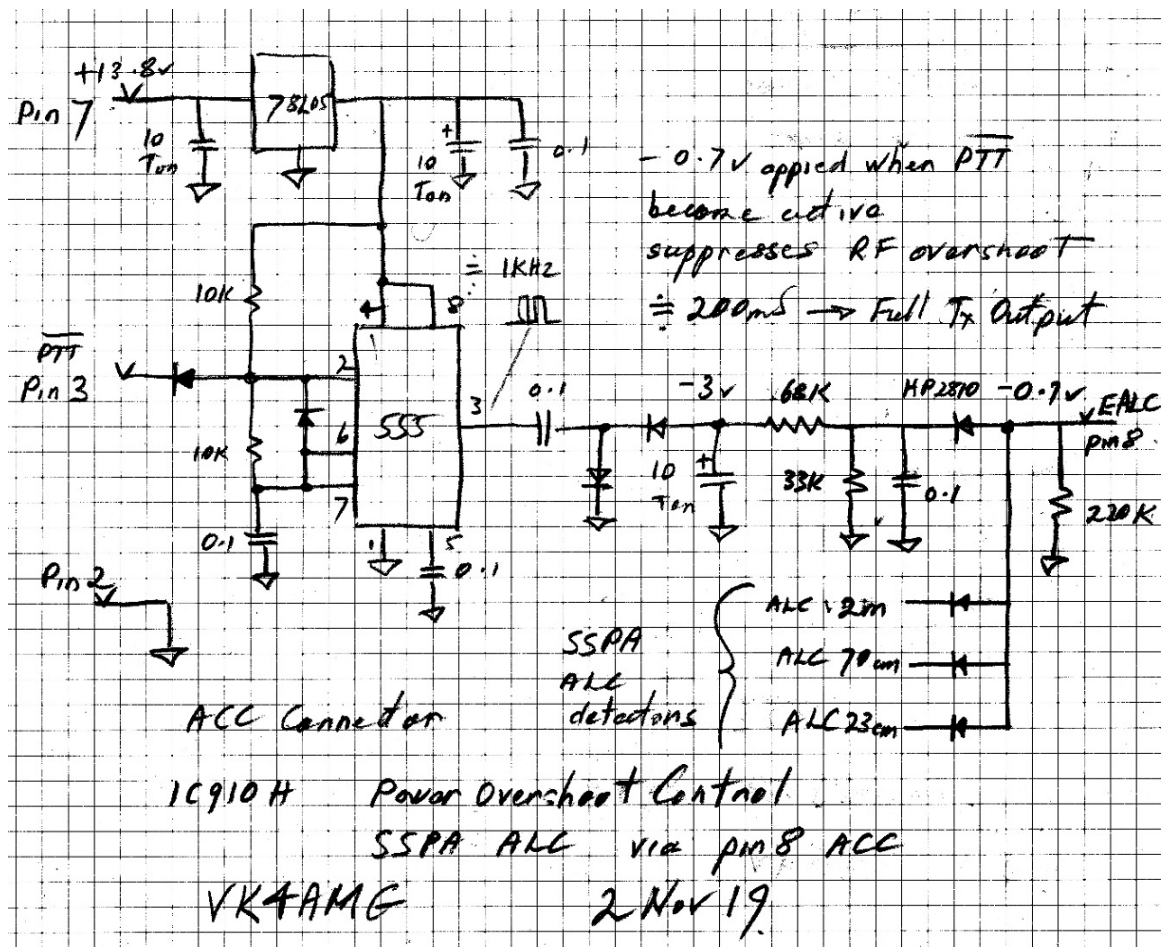 +13.8v
Pin 7
78L05
10
Tan
10
Tan
0.1
- 0.7v appied when PTT
become active
suppresses RF overshoot
≑ 200mS → Full Tx Output
≑ 1KHz
10K
4
8
1
PTT
Pin 3
2
555
3
0.1
-3v
68K
HP2810
-0.7v
EALC
pin 8
10K
6
7
10
Tan
33K
0.1
220K
0.1
1
5
0.1
Pin 2
SSPA
ALC
detectors
ALC 2m
ALC 70cm
ALC 23cm
ACC Connector
IC910H Power Overshoot Control
SSPA ALC via pin 8 ACC
VK4AMG 2 Nov 19.